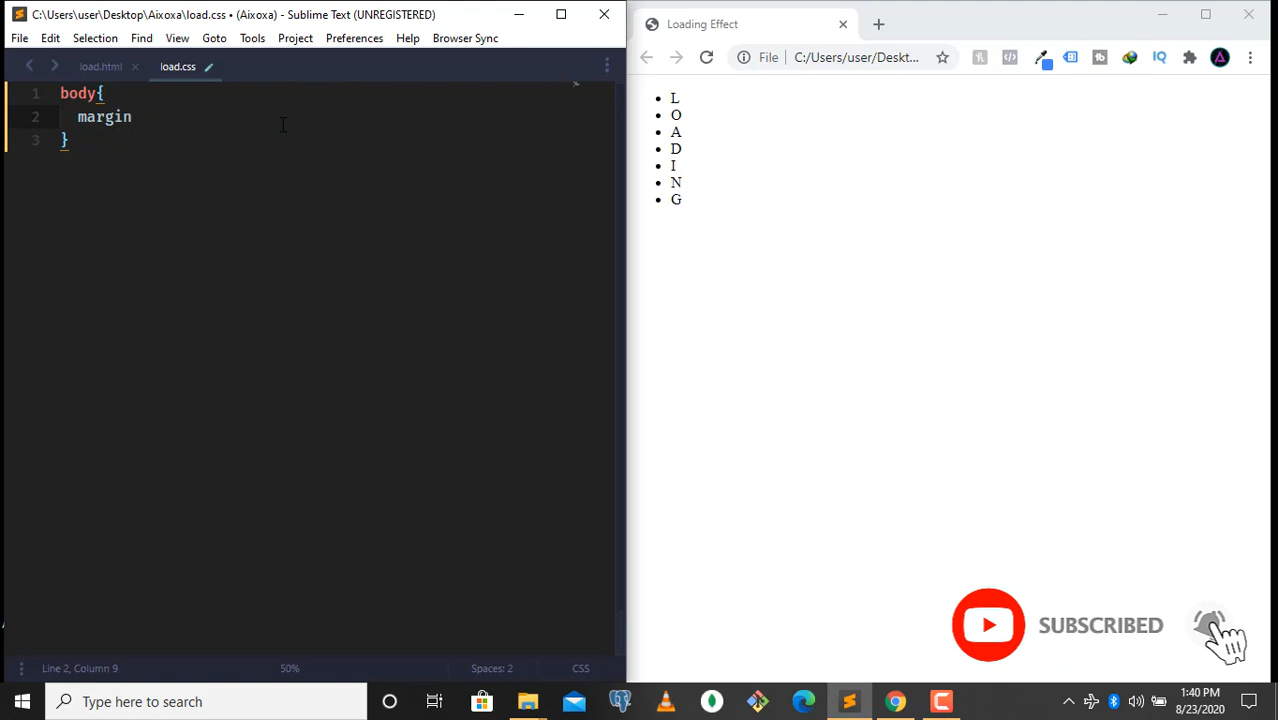 C:\Users\user\Desktop\Aixoxa\load.css • (Aixoxa) - Sublime Text (UNREGISTERED)
File Edit Selection Find View Goto Tools Project Preferences Help Browser Sync
load.html load.css
1 body{
2 margin
3 }
Line 2, Column 9 50% Spaces: 2 CSS
Loading Effect
File C:/Users/user/Deskt...
• L
• O
• A
• D
• I
• N
• G
SUBSCRIBED
Type here to search
1:40 PM
8/23/2020